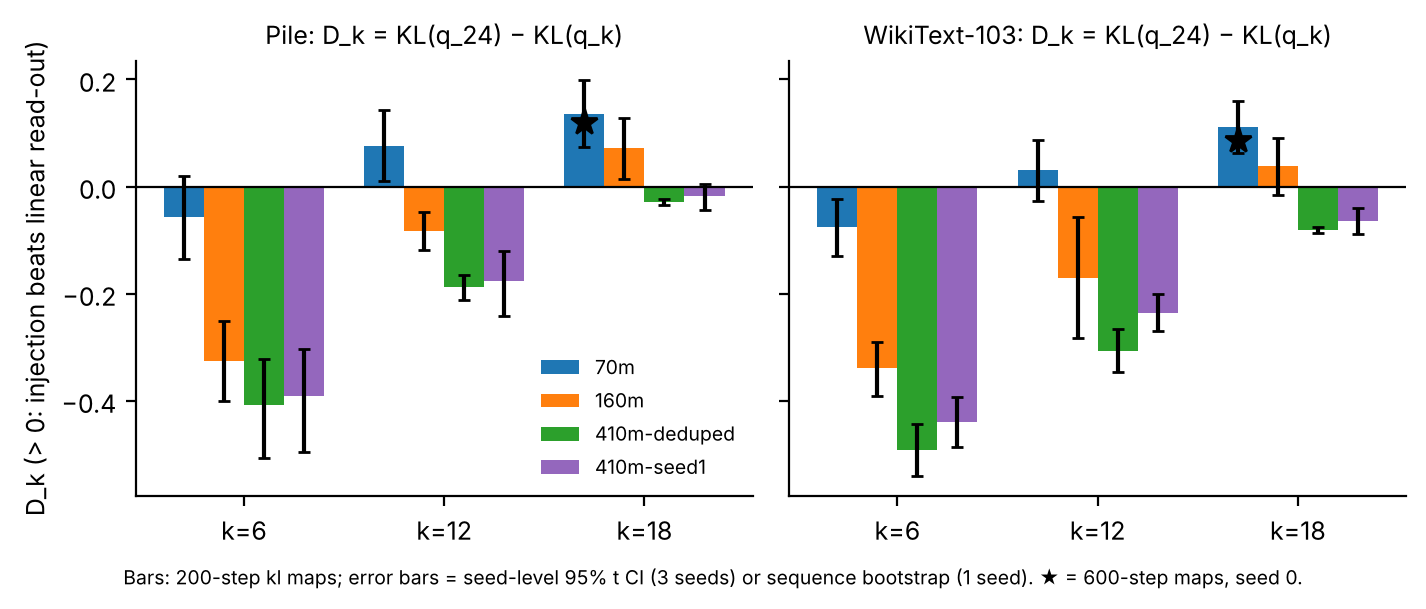 Pile: D_k = KL(q_24) − KL(q_k)
WikiText-103: D_k = KL(q_24) − KL(q_k)
D_k (> 0: injection beats linear read-out)
0.2
0.0
−0.2
−0.4
70m
160m
410m-deduped
410m-seed1
k=6
k=12
k=18
k=6
k=12
k=18
Bars: 200-step kl maps; error bars = seed-level 95% t CI (3 seeds) or sequence bootstrap (1 seed). ★ = 600-step maps, seed 0.